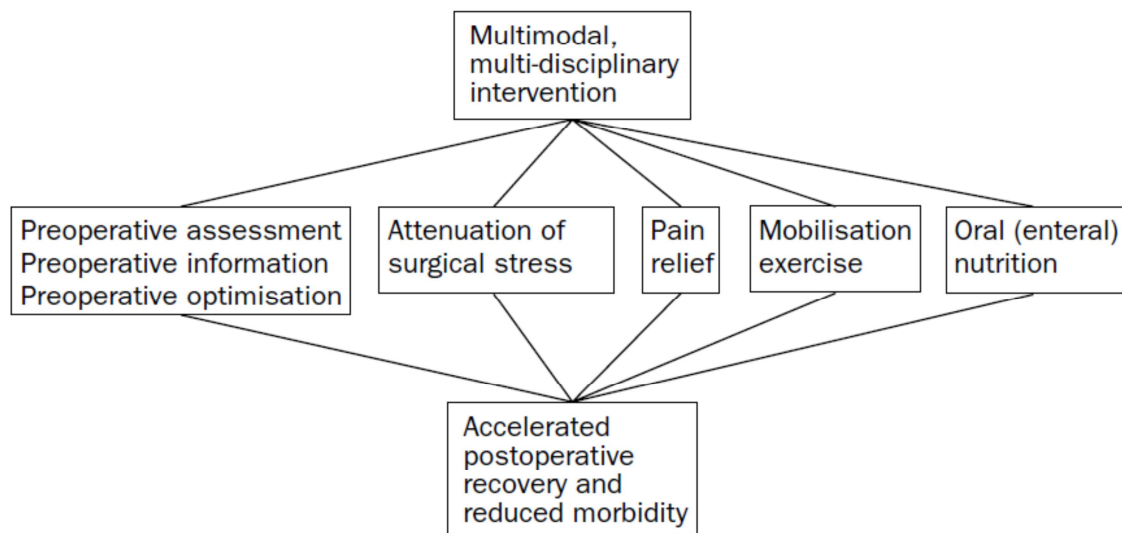 Multimodal,
multi-disciplinary
intervention
Preoperative assessment
Preoperative information
Preoperative optimisation
Attenuation of
surgical stress
Pain
relief
Mobilisation
exercise
Oral (enteral)
nutrition
Accelerated
postoperative
recovery and
reduced morbidity